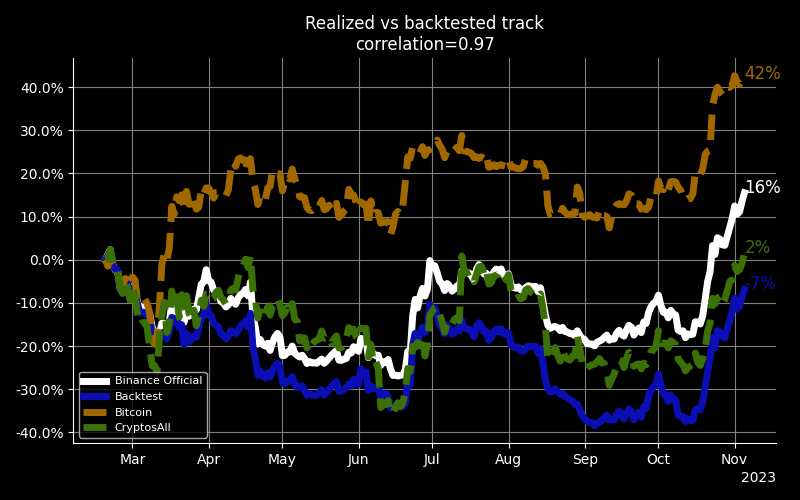 Realized vs backtested track
correlation=0.97
40.0%
30.0%
20.0%
10.0%
0.0%
-10.0%
-20.0%
-30.0%
-40.0%
42%
16%
2%
-7%
Binance Official
Backtest
Bitcoin
CryptosAll
Mar Apr May Jun Jul Aug Sep Oct Nov
2023